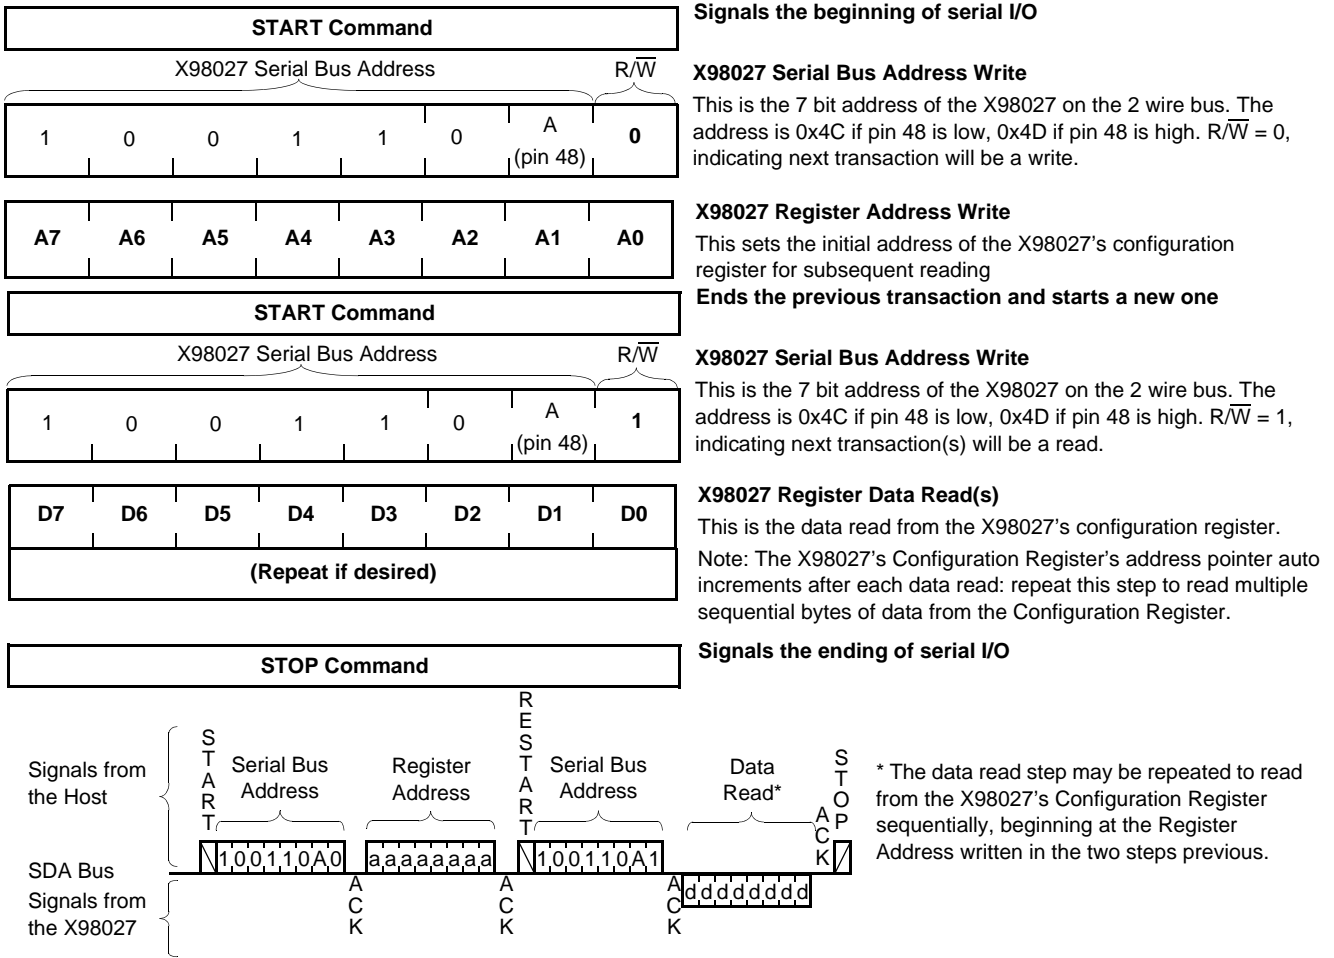 START Command
Signals the beginning of serial I/O
X98027 Serial Bus Address
R/W̅
1 0 0 1 1 0 A (pin 48) 0
X98027 Serial Bus Address Write
This is the 7 bit address of the X98027 on the 2 wire bus. The
address is 0x4C if pin 48 is low, 0x4D if pin 48 is high. R/W̅ = 0,
indicating next transaction will be a write.
A7 A6 A5 A4 A3 A2 A1 A0
X98027 Register Address Write
This sets the initial address of the X98027's configuration
register for subsequent reading
START Command
Ends the previous transaction and starts a new one
X98027 Serial Bus Address
R/W̅
1 0 0 1 1 0 A (pin 48) 1
X98027 Serial Bus Address Write
This is the 7 bit address of the X98027 on the 2 wire bus. The
address is 0x4C if pin 48 is low, 0x4D if pin 48 is high. R/W̅ = 1,
indicating next transaction(s) will be a read.
D7 D6 D5 D4 D3 D2 D1 D0
(Repeat if desired)
X98027 Register Data Read(s)
This is the data read from the X98027's configuration register.
Note: The X98027's Configuration Register's address pointer auto
increments after each data read: repeat this step to read multiple
sequential bytes of data from the Configuration Register.
STOP Command
Signals the ending of serial I/O
Signals from
the Host
START
Serial Bus
Address
Register
Address
RESTART
Serial Bus
Address
Data
Read*
ACK
STOP
* The data read step may be repeated to read
from the X98027's Configuration Register
sequentially, beginning at the Register
Address written in the two steps previous.
SDA Bus
1 0 0 1 1 0 A 0
a a a a a a a a
1 0 0 1 1 0 A 1
d d d d d d d d
Signals from
the X98027
ACK
ACK
ACK